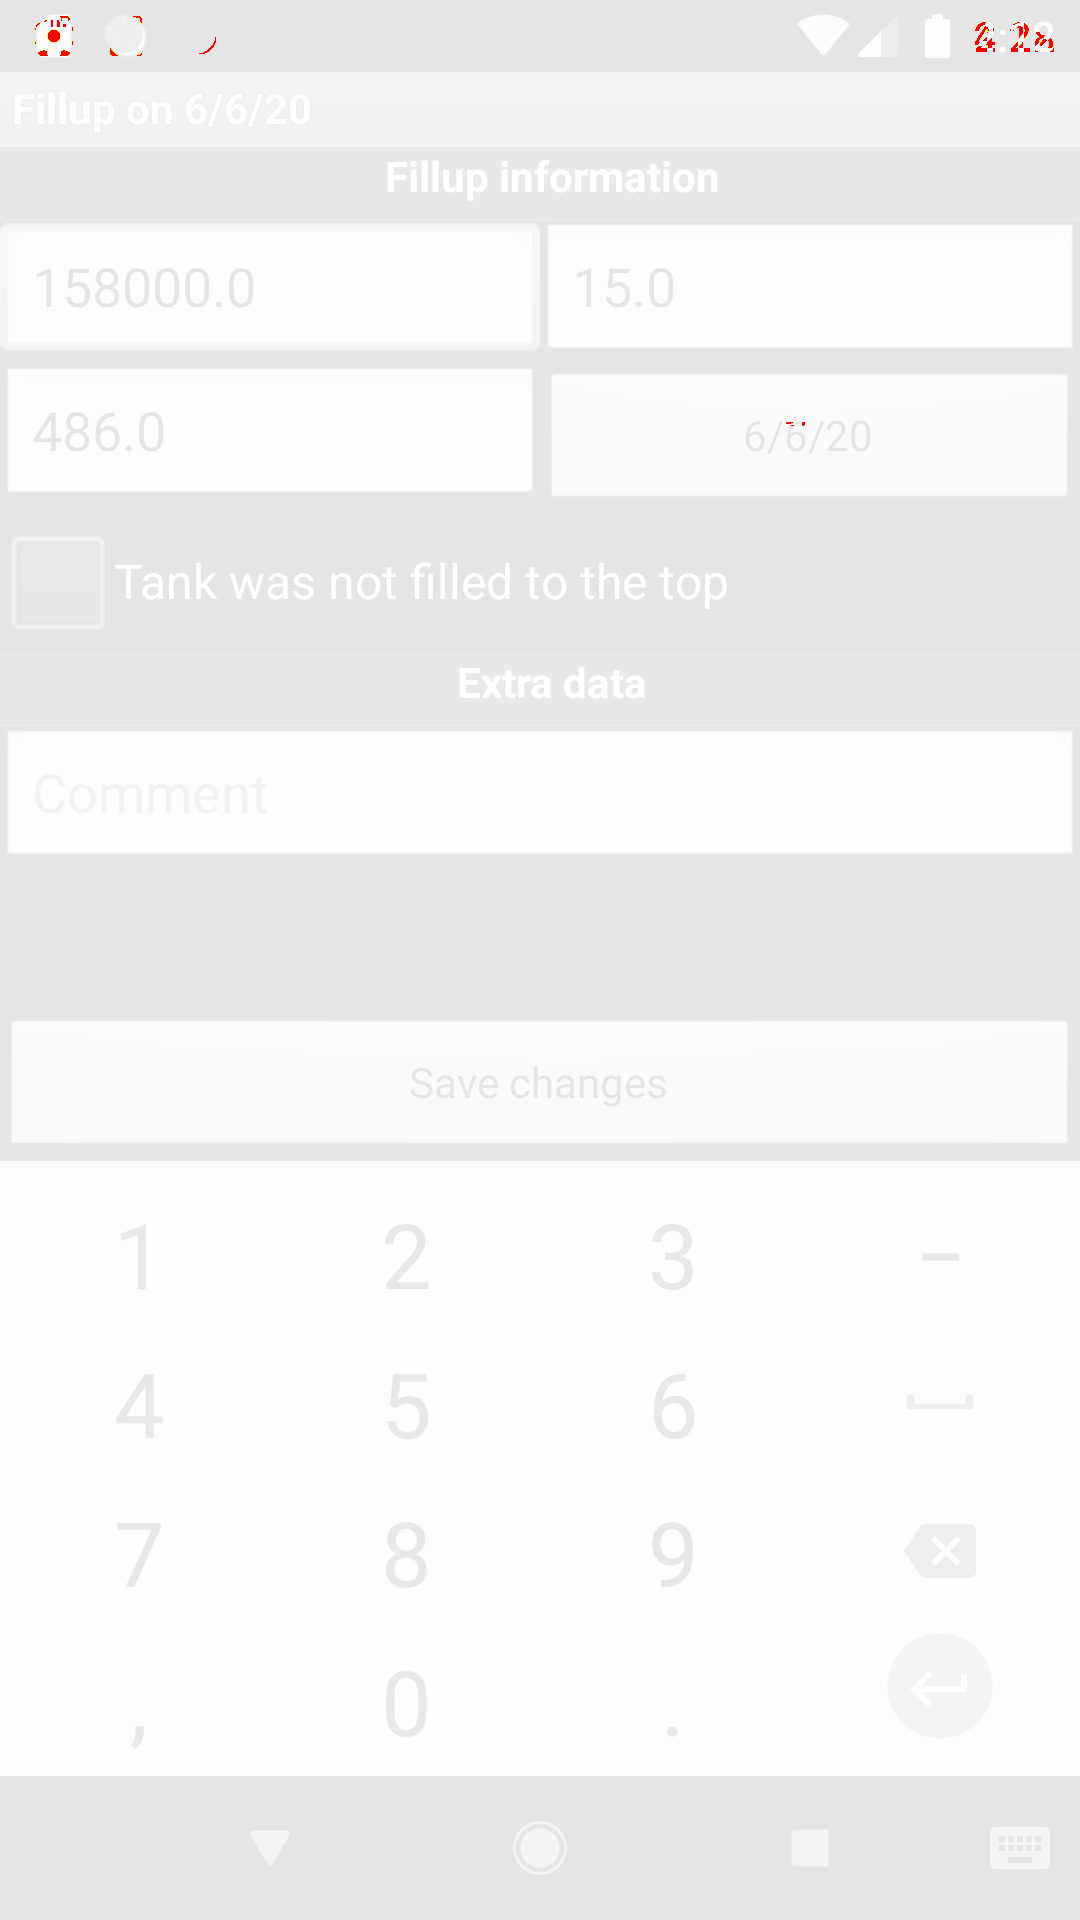 Fillup on 6/6/20
Fillup information
158000.0
15.0
486.0
6/6/20
Tank was not filled to the top
Extra data
Comment
Save changes
1 2 3 –
4 5 6
7 8 9
, 0 .